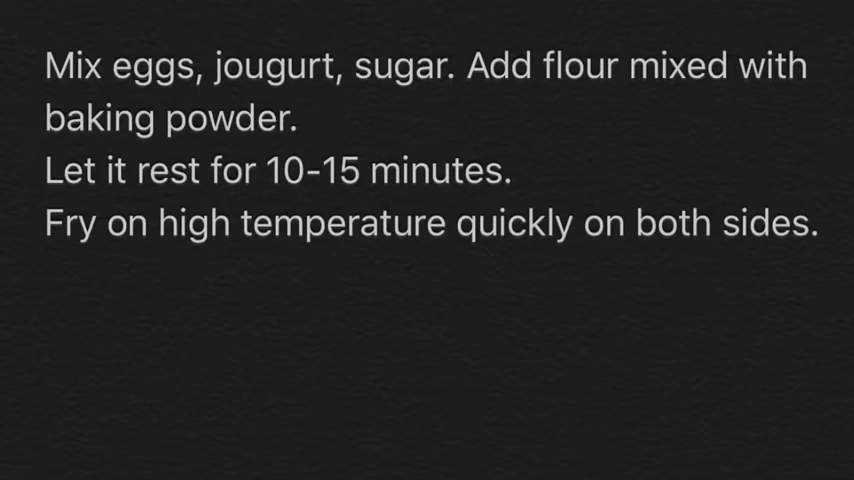 Mix eggs, jougurt, sugar. Add flour mixed with
baking powder.
Let it rest for 10-15 minutes.
Fry on high temperature quickly on both sides.